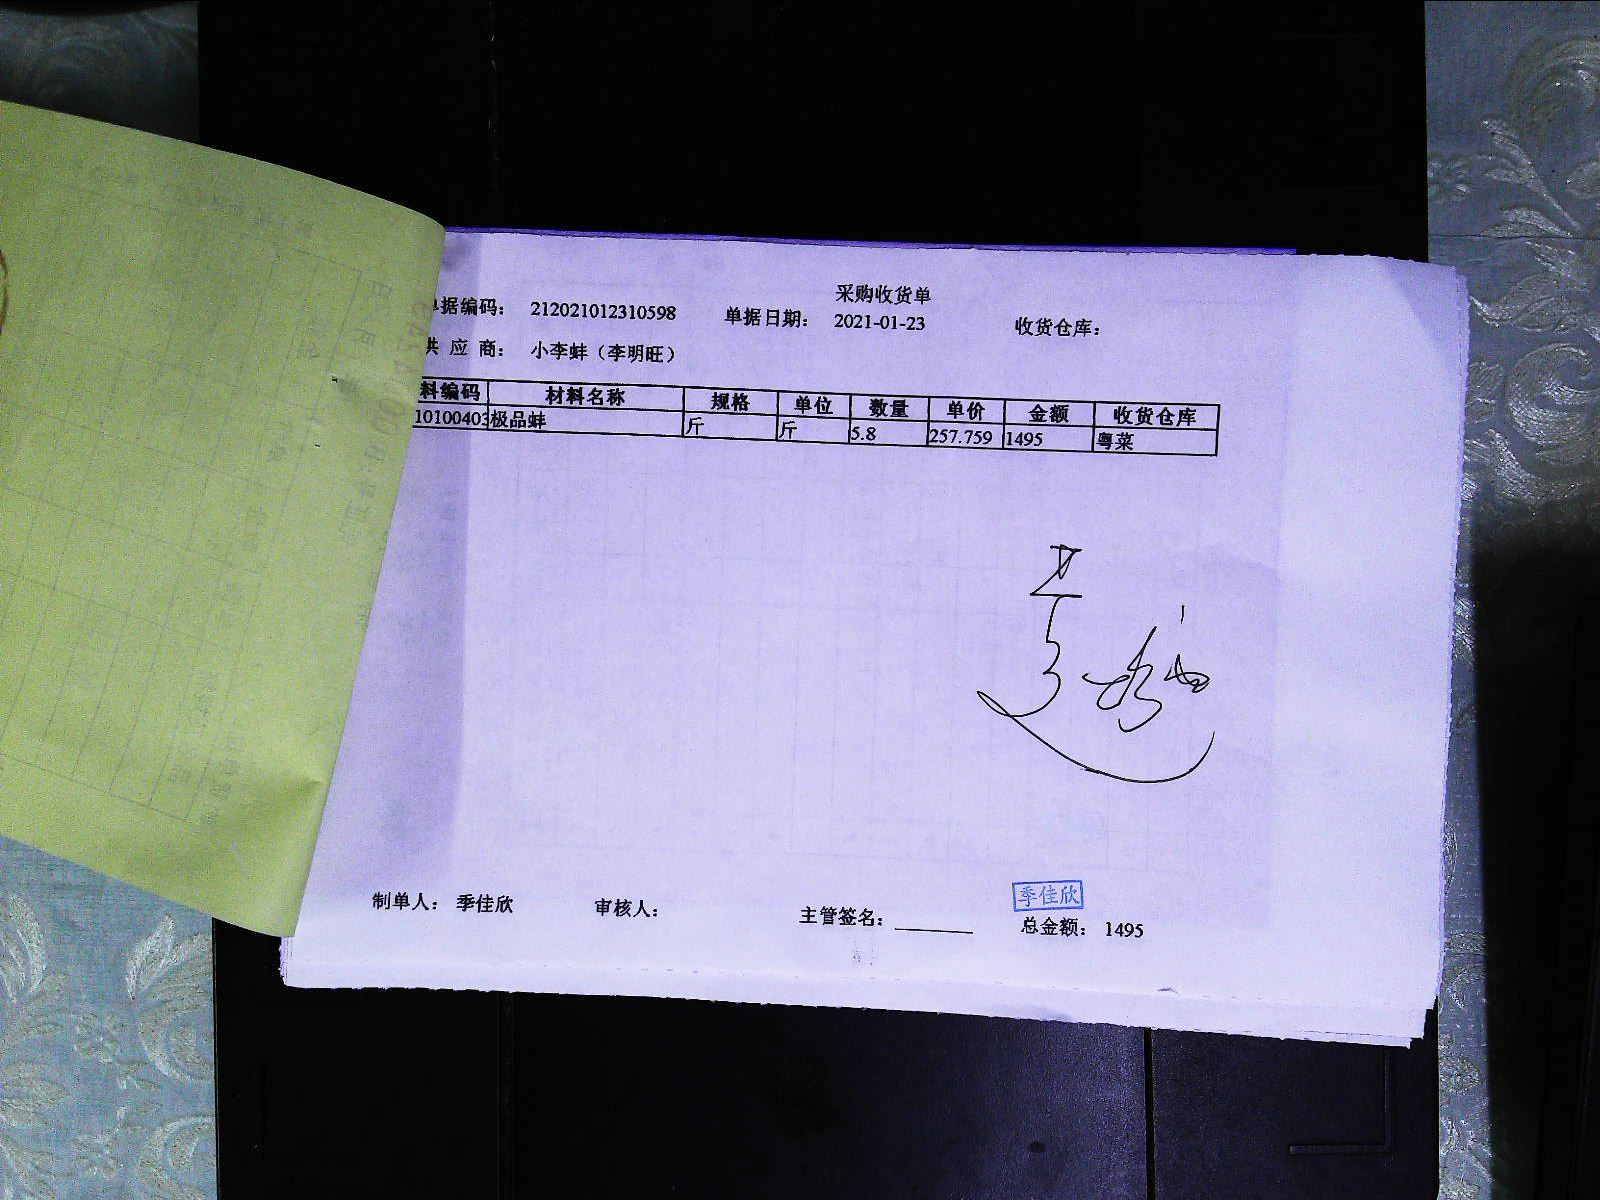 采购收货单
单据编码： 212021012310598 单据日期： 2021-01-23 收货仓库：
供 应 商： 小李蚌（李明旺）
料编码 材料名称 规格 单位 数量 单价 金额 收货仓库
10100403 极品蚌 斤 斤 5.8 257.759 1495 粤菜
季佳欣
制单人： 季佳欣 审核人： 主管签名： 总金额： 1495